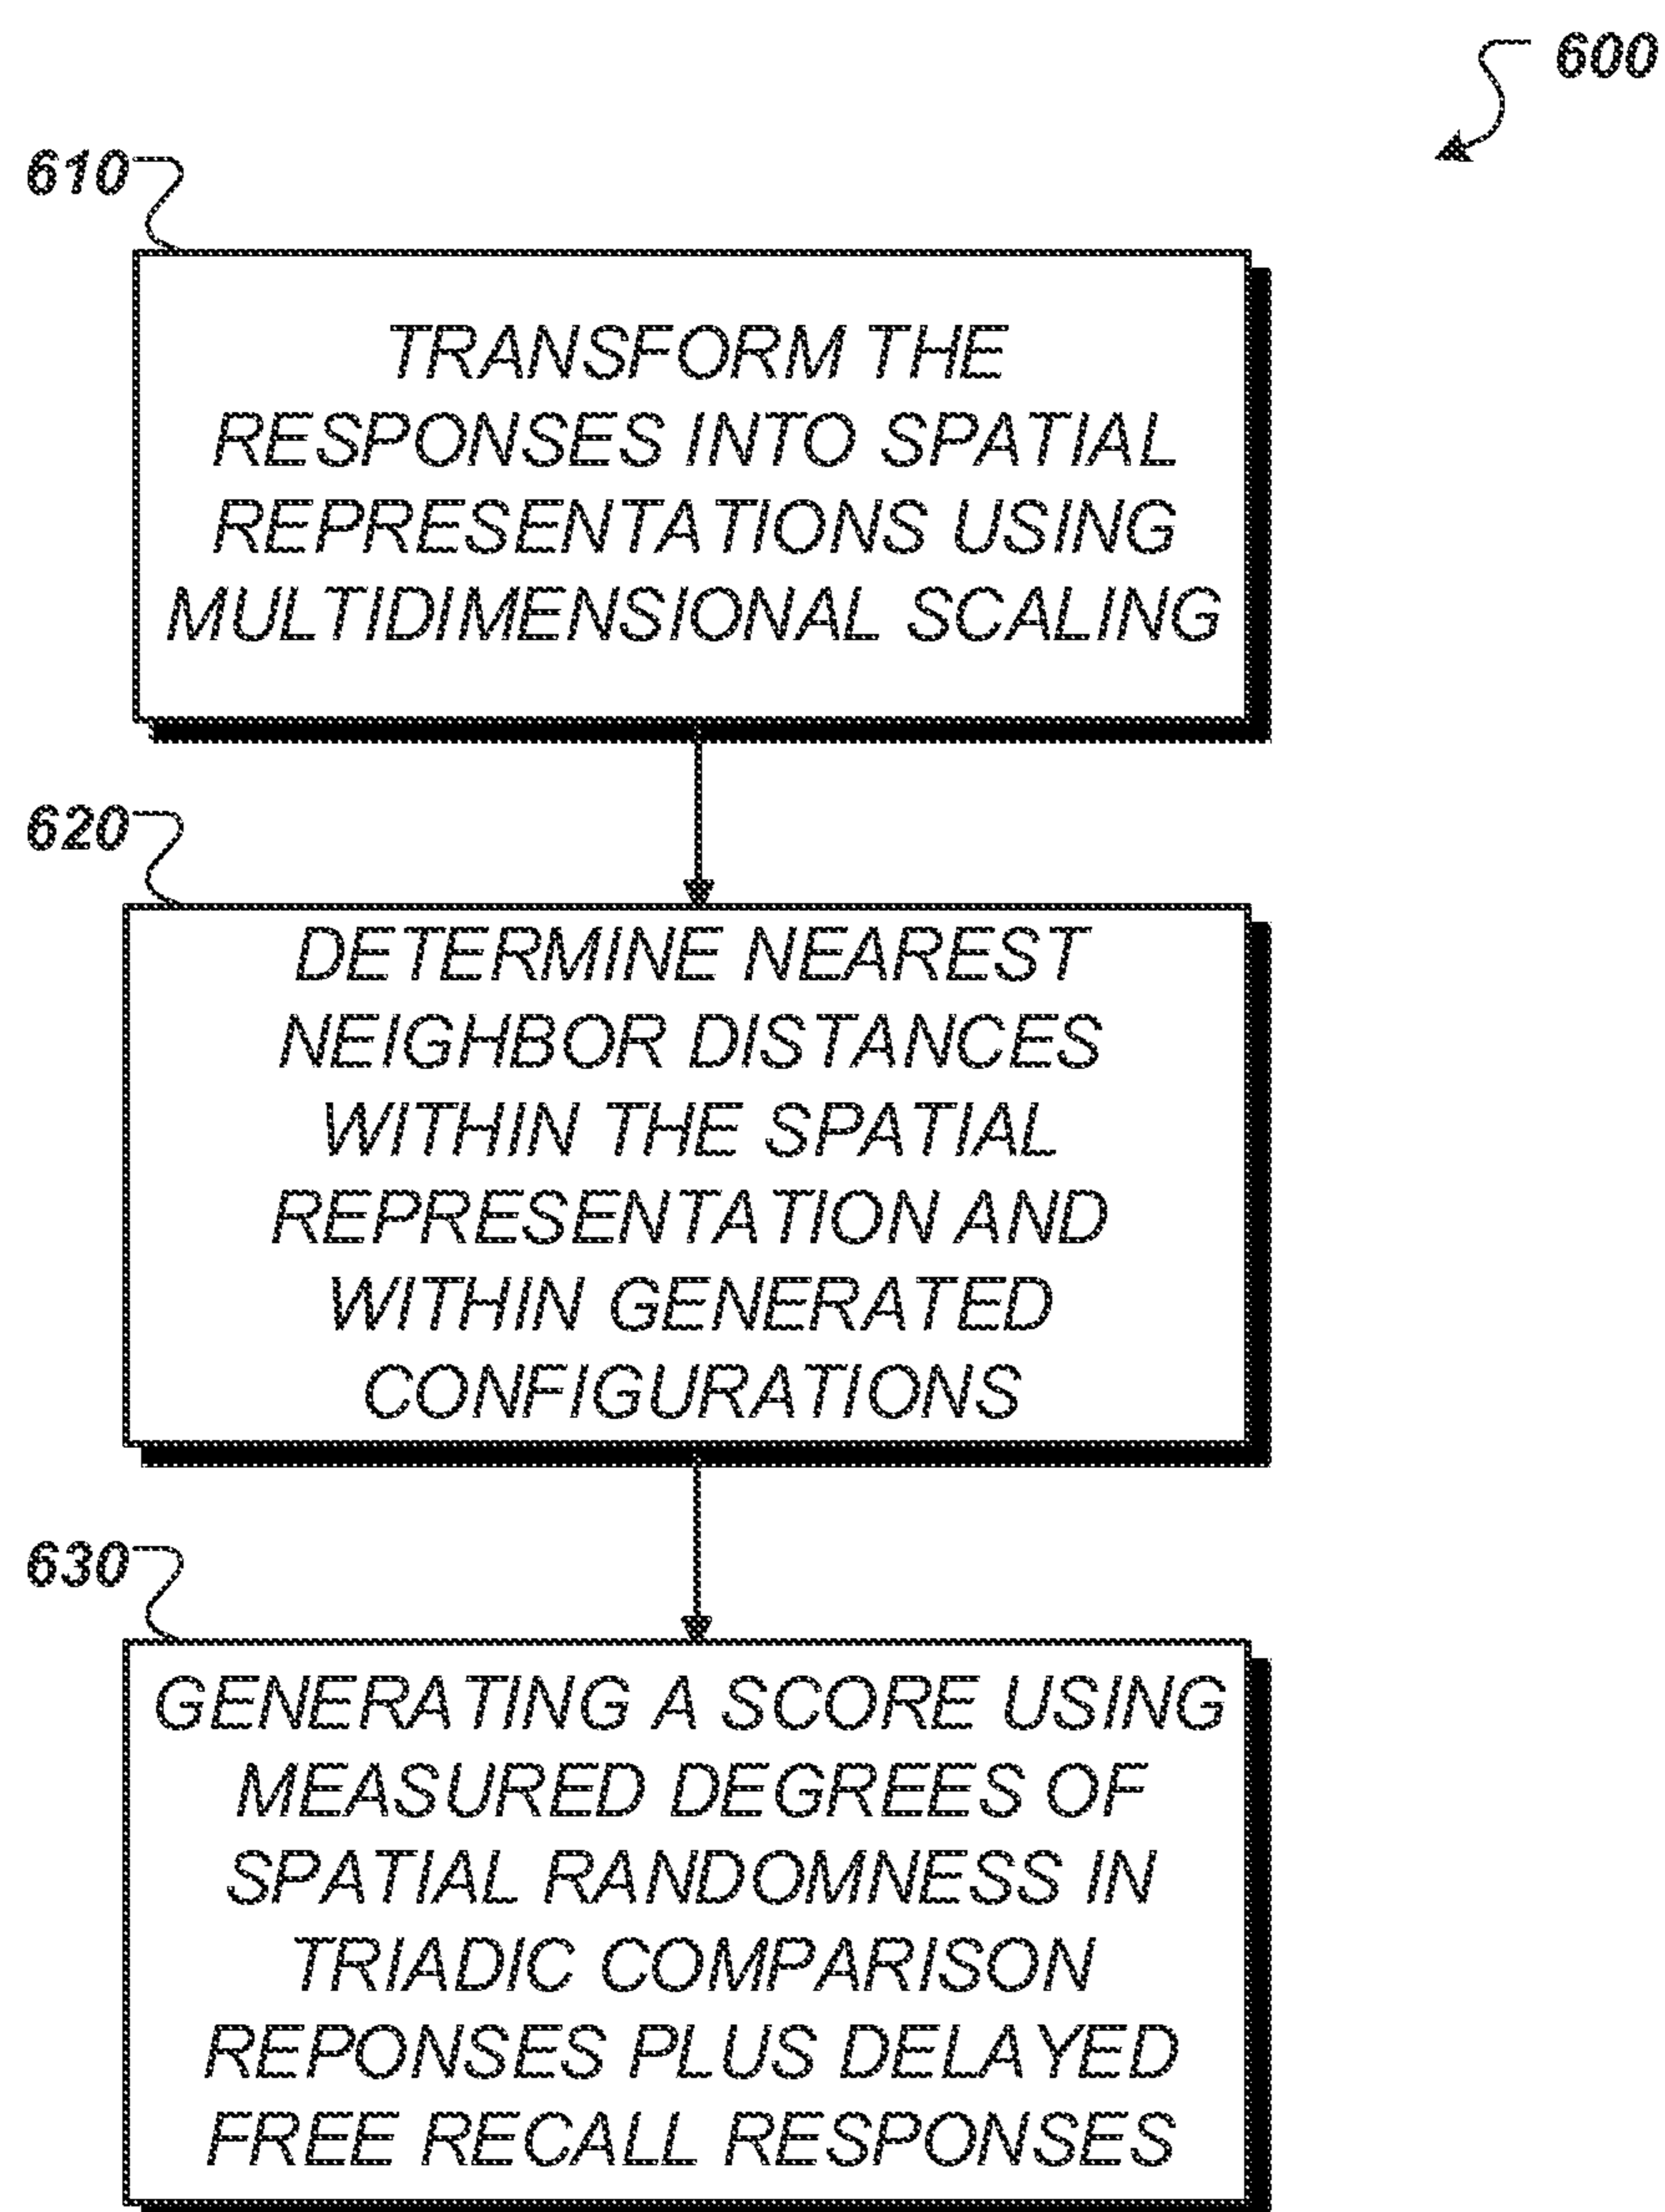 600
610
TRANSFORM THE
RESPONSES INTO SPATIAL
REPRESENTATIONS USING
MULTIDIMENSIONAL SCALING
620
DETERMINE NEAREST
NEIGHBOR DISTANCES
WITHIN THE SPATIAL
REPRESENTATION AND
WITHIN GENERATED
CONFIGURATIONS
630
GENERATING A SCORE USING
MEASURED DEGREES OF
SPATIAL RANDOMNESS IN
TRIADIC COMPARISON
REPONSES PLUS DELAYED
FREE RECALL RESPONSES